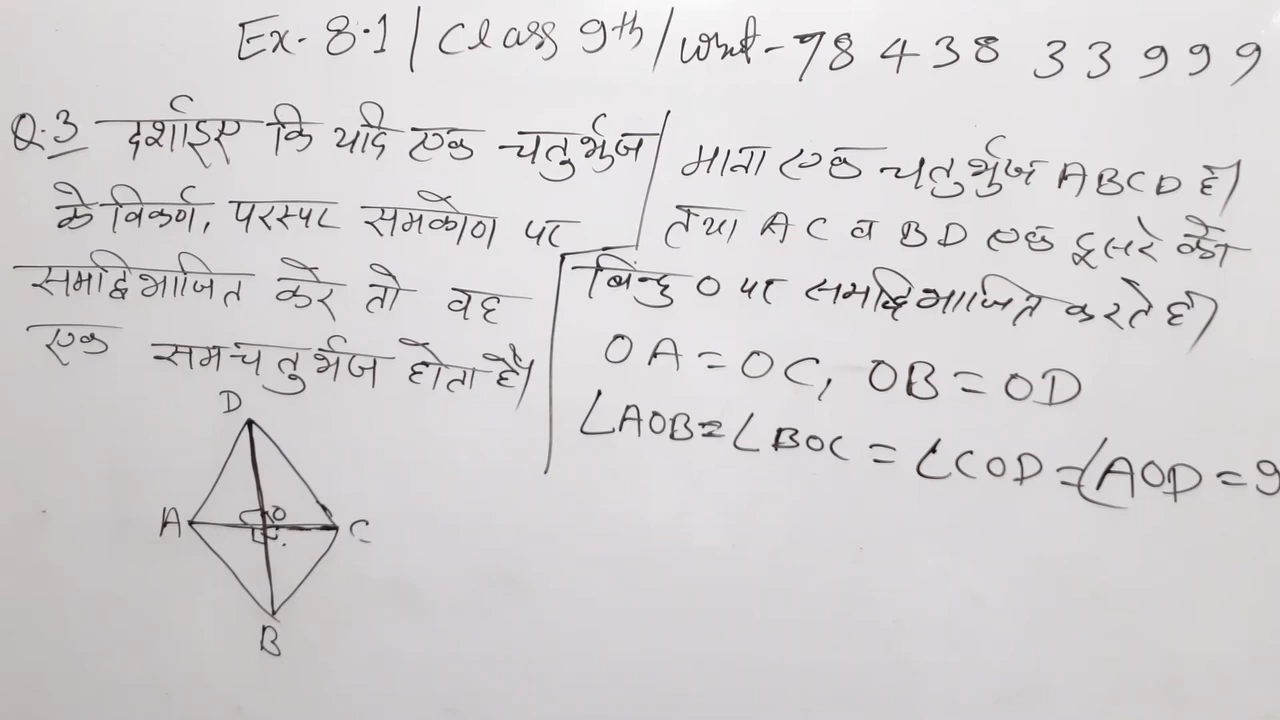 Ex-8.1 / Class 9th / कान्ट- 98 438 33999
Q.3 दर्शाइए कि यदि एक चतुर्भुज
के विकर्ण, परस्पर समकोण पर
समद्विभाजित करे तो वह
एक समचतुर्भुज होता है।
माना एक चतुर्भुज ABCD है।
तथा AC व BD एक दूसरे को
बिन्दु O पर समद्विभाजित करते है।
OA = OC, OB = OD
∠AOB = ∠BOC = ∠COD = ∠AOD = 9
D
A
O
C
B